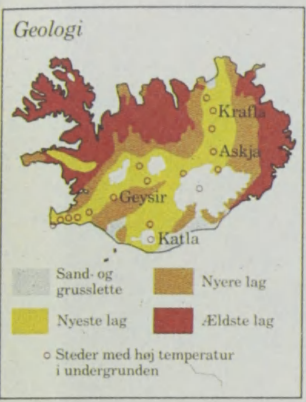 Geologi
Krafla
Askja
Geysir
Katla
Sand- og
grusslette
Nyere lag
Nyeste lag
Ældste lag
Steder med høj temperatur
i undergrunden